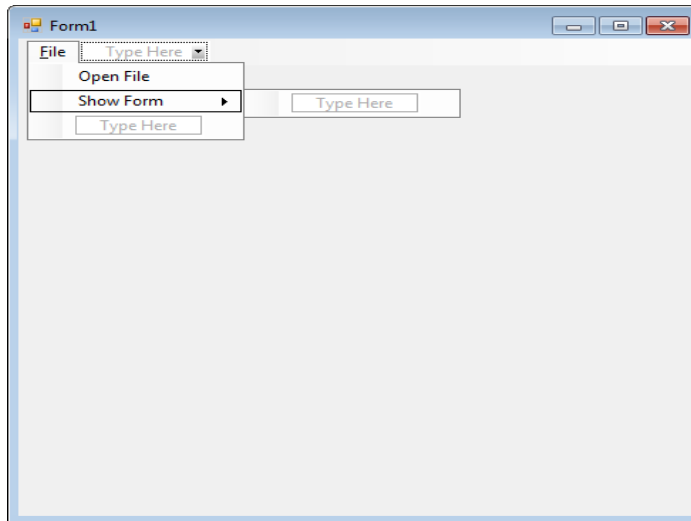 Form1
File Type Here
Open File
Show Form Type Here
Type Here